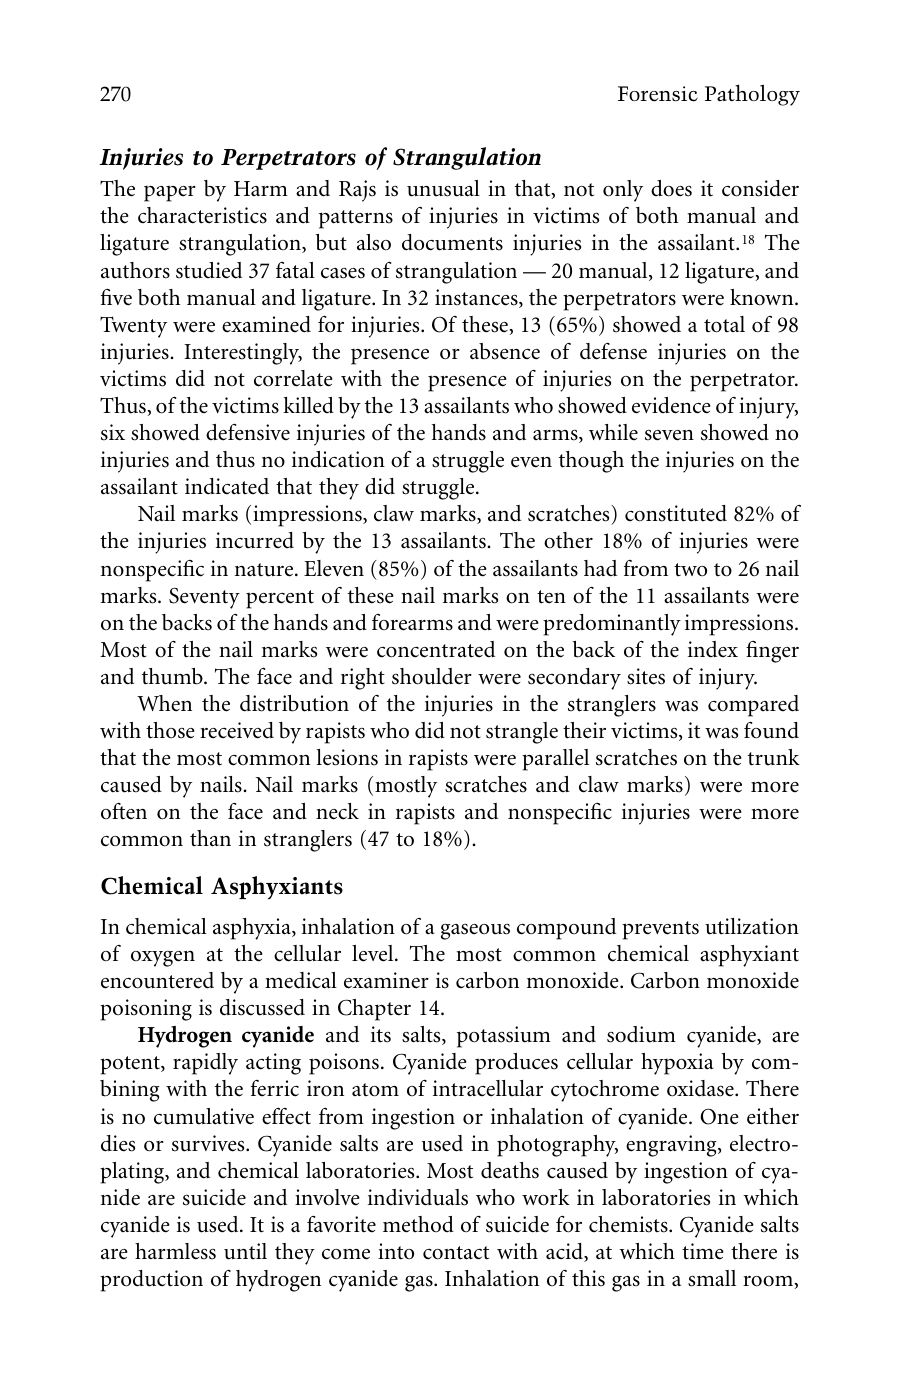 270 Forensic Pathology
Injuries to Perpetrators of Strangulation
The paper by Harm and Rajs is unusual in that, not only does it consider
the characteristics and patterns of injuries in victims of both manual and
ligature strangulation, but also documents injuries in the assailant.18 The
authors studied 37 fatal cases of strangulation — 20 manual, 12 ligature, and
five both manual and ligature. In 32 instances, the perpetrators were known.
Twenty were examined for injuries. Of these, 13 (65%) showed a total of 98
injuries. Interestingly, the presence or absence of defense injuries on the
victims did not correlate with the presence of injuries on the perpetrator.
Thus, of the victims killed by the 13 assailants who showed evidence of injury,
six showed defensive injuries of the hands and arms, while seven showed no
injuries and thus no indication of a struggle even though the injuries on the
assailant indicated that they did struggle.
Nail marks (impressions, claw marks, and scratches) constituted 82% of
the injuries incurred by the 13 assailants. The other 18% of injuries were
nonspecific in nature. Eleven (85%) of the assailants had from two to 26 nail
marks. Seventy percent of these nail marks on ten of the 11 assailants were
on the backs of the hands and forearms and were predominantly impressions.
Most of the nail marks were concentrated on the back of the index finger
and thumb. The face and right shoulder were secondary sites of injury.
When the distribution of the injuries in the stranglers was compared
with those received by rapists who did not strangle their victims, it was found
that the most common lesions in rapists were parallel scratches on the trunk
caused by nails. Nail marks (mostly scratches and claw marks) were more
often on the face and neck in rapists and nonspecific injuries were more
common than in stranglers (47 to 18%).
Chemical Asphyxiants
In chemical asphyxia, inhalation of a gaseous compound prevents utilization
of oxygen at the cellular level. The most common chemical asphyxiant
encountered by a medical examiner is carbon monoxide. Carbon monoxide
poisoning is discussed in Chapter 14.
Hydrogen cyanide and its salts, potassium and sodium cyanide, are
potent, rapidly acting poisons. Cyanide produces cellular hypoxia by com-
bining with the ferric iron atom of intracellular cytochrome oxidase. There
is no cumulative effect from ingestion or inhalation of cyanide. One either
dies or survives. Cyanide salts are used in photography, engraving, electro-
plating, and chemical laboratories. Most deaths caused by ingestion of cya-
nide are suicide and involve individuals who work in laboratories in which
cyanide is used. It is a favorite method of suicide for chemists. Cyanide salts
are harmless until they come into contact with acid, at which time there is
production of hydrogen cyanide gas. Inhalation of this gas in a small room,